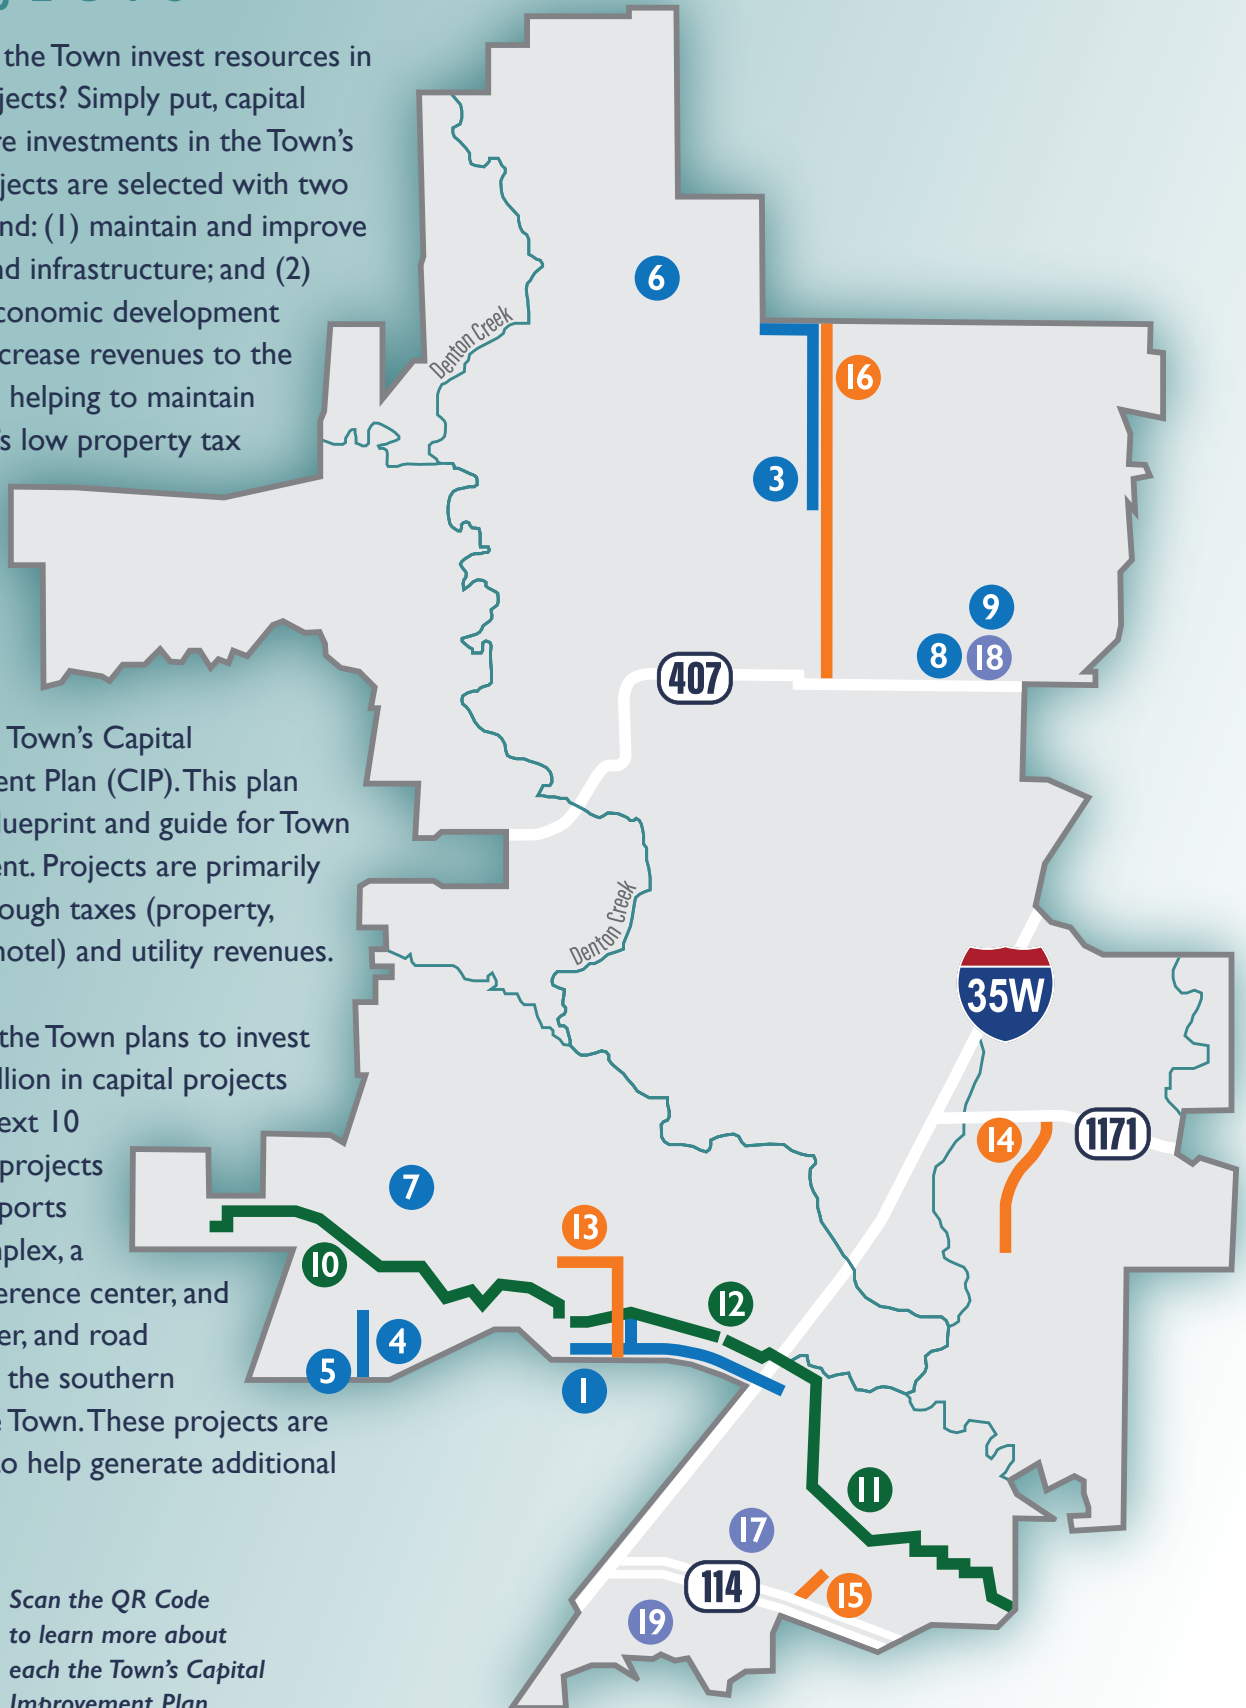 the Town invest resources in
jects? Simply put, capital
e investments in the Town's
jects are selected with two
nd: (1) maintain and improve
nd infrastructure; and (2)
conomic development
crease revenues to the
helping to maintain
's low property tax
Denton Creek
6
16
3
9
8
18
407
Town's Capital
ent Plan (CIP). This plan
lueprint and guide for Town
ent. Projects are primarily
ough taxes (property,
hotel) and utility revenues.
Denton Creek
35W
the Town plans to invest
llion in capital projects
ext 10
projects
ports
nplex, a
erence center, and
er, and road
the southern
e Town. These projects are
to help generate additional
14
1171
7
13
10
12
4
5
1
11
17
114
15
19
Scan the QR Code
to learn more about
each the Town's Capital
Improvement Plan